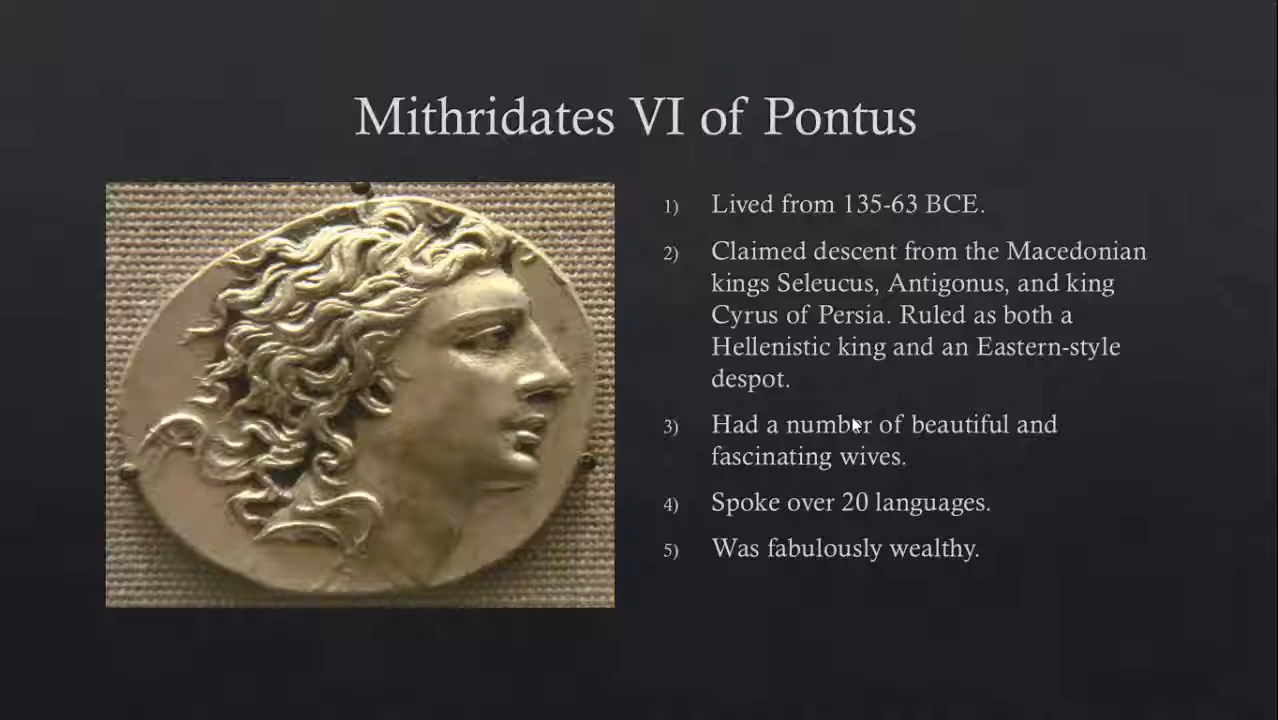 Mithridates VI of Pontus
1) Lived from 135-63 BCE.
2) Claimed descent from the Macedonian
kings Seleucus, Antigonus, and king
Cyrus of Persia. Ruled as both a
Hellenistic king and an Eastern-style
despot.
3) Had a number of beautiful and
fascinating wives.
4) Spoke over 20 languages.
5) Was fabulously wealthy.